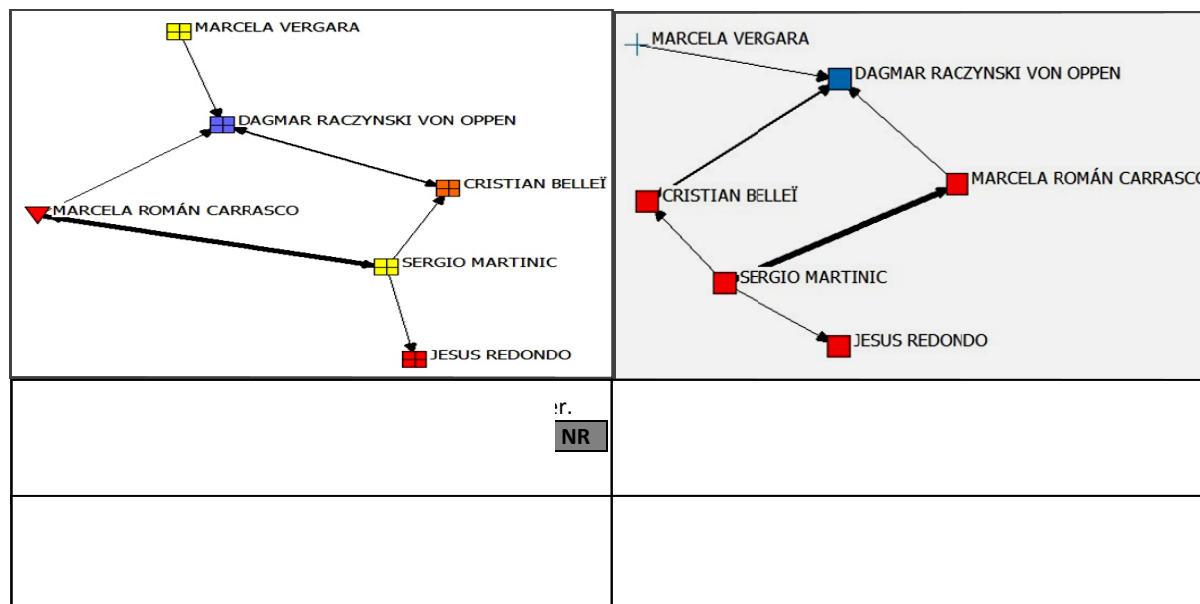 MARCELA VERGARA
DAGMAR RACZYNSKI VON OPPEN
CRISTIAN BELLEÏ
MARCELA ROMÁN CARRASCO
SERGIO MARTINIC
JESUS REDONDO
MARCELA VERGARA
DAGMAR RACZYNSKI VON OPPEN
MARCELA ROMÁN CARRASCO
CRISTIAN BELLEÏ
SERGIO MARTINIC
JESUS REDONDO
NR